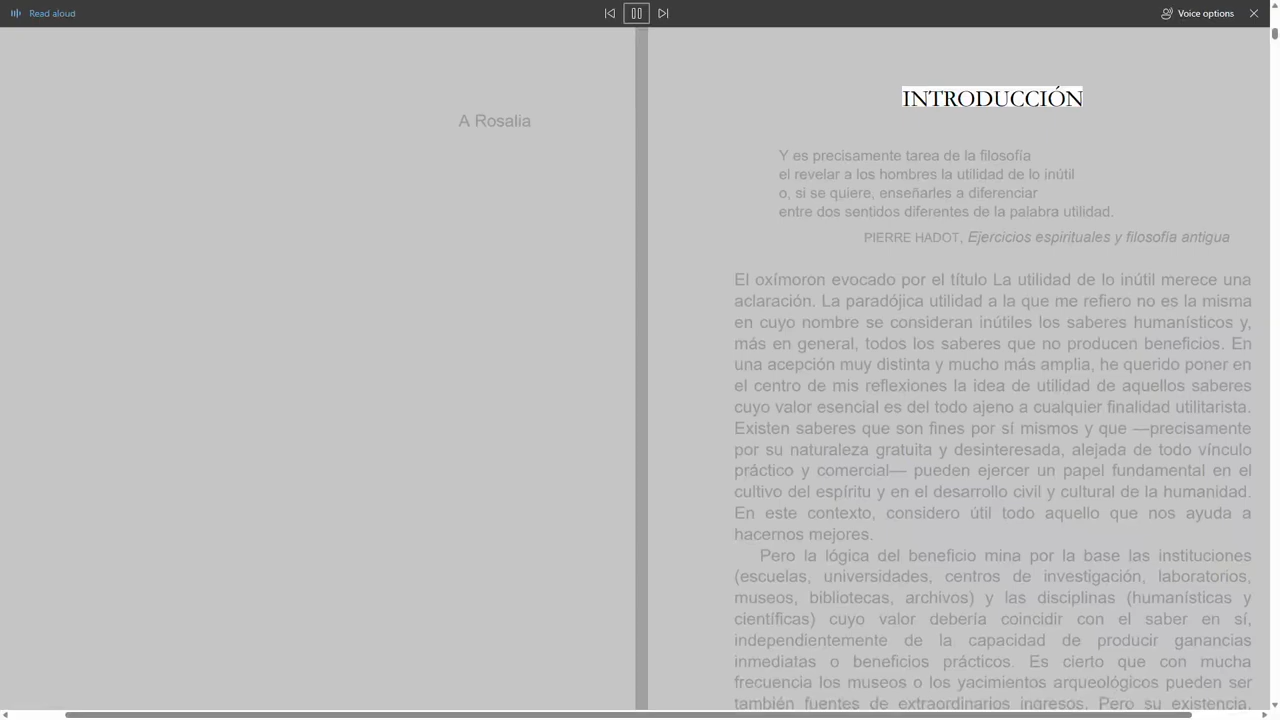 Read aloud
Voice options
A Rosalia
INTRODUCCIÓN
Y es precisamente tarea de la filosofía
el revelar a los hombres la utilidad de lo inútil
o, si se quiere, enseñarles a diferenciar
entre dos sentidos diferentes de la palabra utilidad.
PIERRE HADOT, Ejercicios espirituales y filosofía antigua
El oxímoron evocado por el título La utilidad de lo inútil merece una
aclaración. La paradójica utilidad a la que me refiero no es la misma
en cuyo nombre se consideran inútiles los saberes humanísticos y,
más en general, todos los saberes que no producen beneficios. En
una acepción muy distinta y mucho más amplia, he querido poner en
el centro de mis reflexiones la idea de utilidad de aquellos saberes
cuyo valor esencial es del todo ajeno a cualquier finalidad utilitarista.
Existen saberes que son fines por sí mismos y que —precisamente
por su naturaleza gratuita y desinteresada, alejada de todo vínculo
práctico y comercial— pueden ejercer un papel fundamental en el
cultivo del espíritu y en el desarrollo civil y cultural de la humanidad.
En este contexto, considero útil todo aquello que nos ayuda a
hacernos mejores.
Pero la lógica del beneficio mina por la base las instituciones
(escuelas, universidades, centros de investigación, laboratorios,
museos, bibliotecas, archivos) y las disciplinas (humanísticas y
científicas) cuyo valor debería coincidir con el saber en sí,
independientemente de la capacidad de producir ganancias
inmediatas o beneficios prácticos. Es cierto que con mucha
frecuencia los museos o los yacimientos arqueológicos pueden ser
también fuentes de extraordinarios ingresos. Pero su existencia,